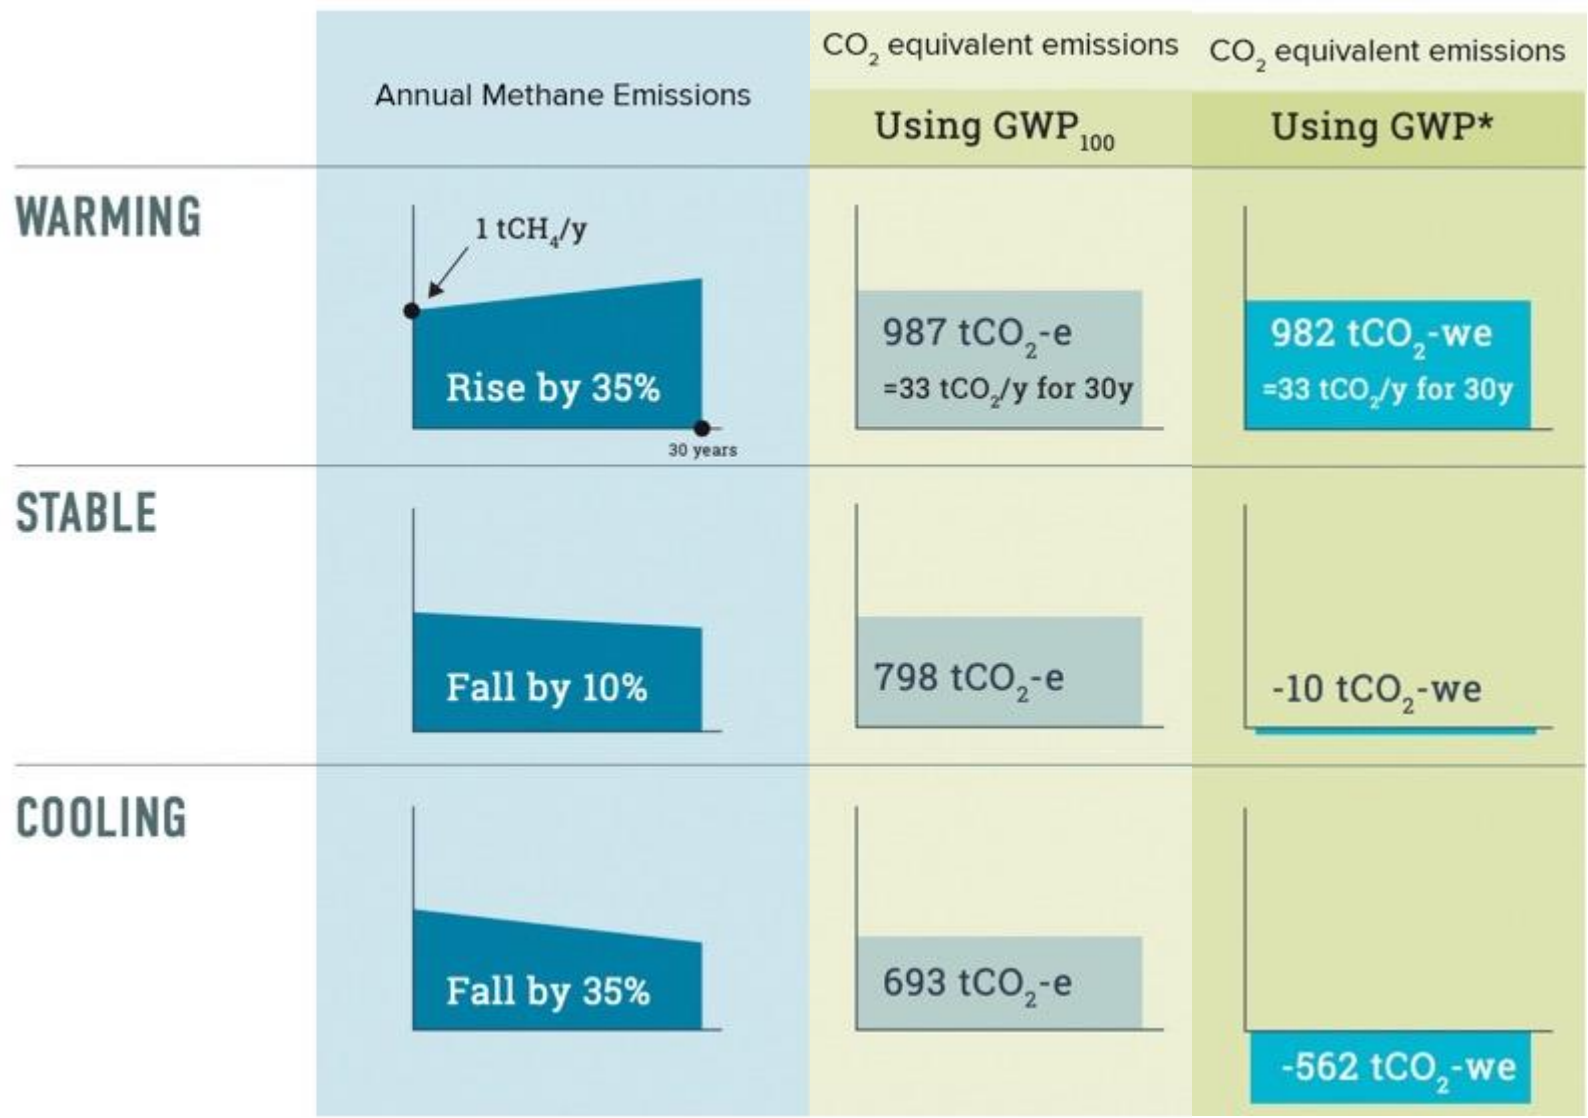 Annual Methane Emissions
CO₂ equivalent emissions
Using GWP₁₀₀
CO₂ equivalent emissions
Using GWP*
WARMING
1 tCH₄/y
Rise by 35%
30 years
987 tCO₂-e
=33 tCO₂/y for 30y
982 tCO₂-we
=33 tCO₂/y for 30y
STABLE
Fall by 10%
798 tCO₂-e
-10 tCO₂-we
COOLING
Fall by 35%
693 tCO₂-e
-562 tCO₂-we